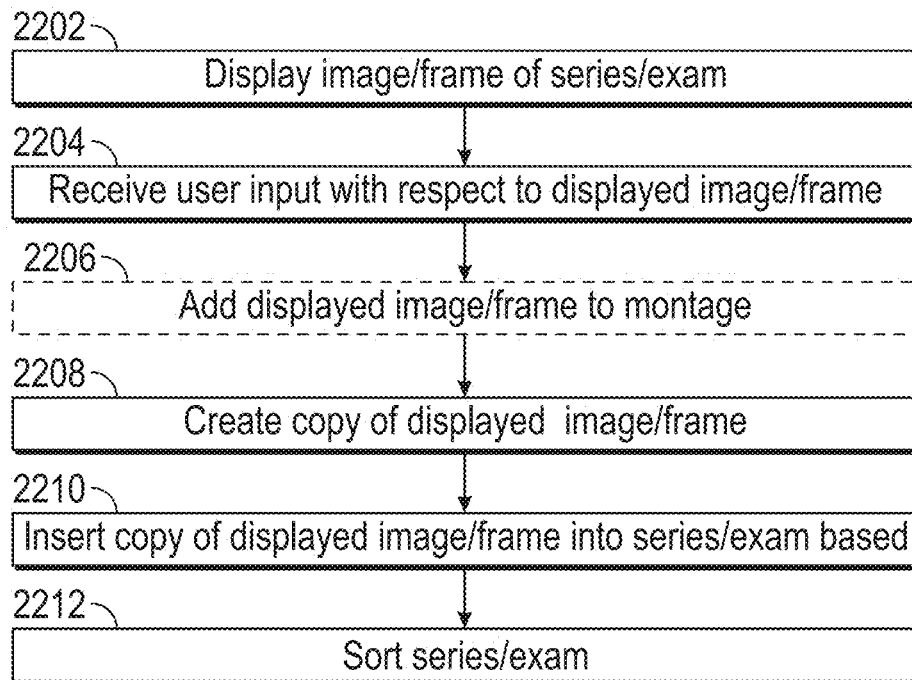 2202
Display image/frame of series/exam
2204
Receive user input with respect to displayed image/frame
2206
Add displayed image/frame to montage
2208
Create copy of displayed image/frame
2210
Insert copy of displayed image/frame into series/exam based
2212
Sort series/exam